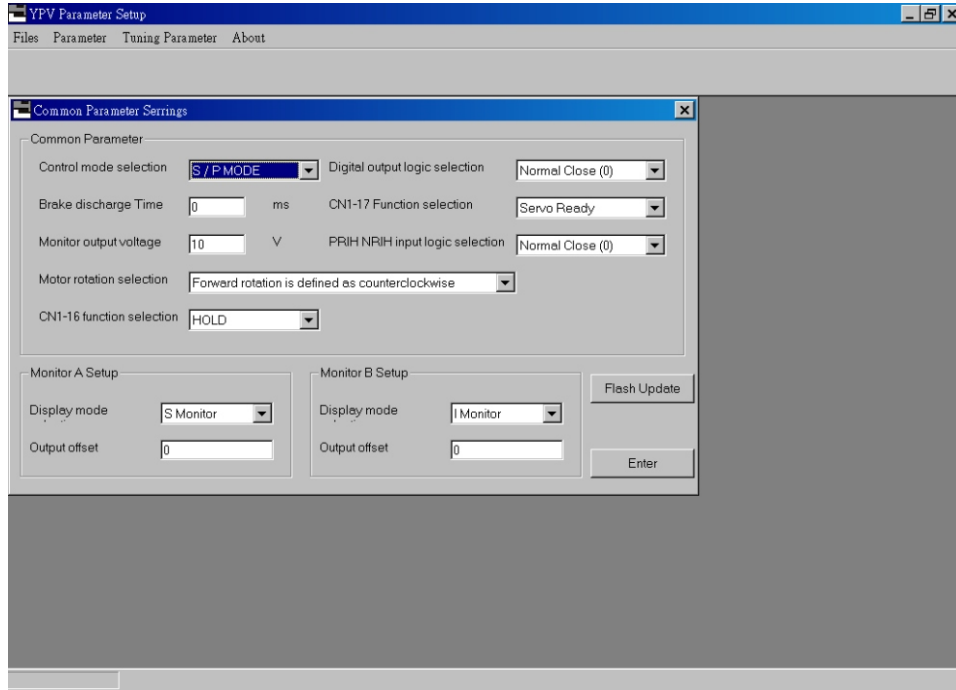 YPV Parameter Setup
Files Parameter Tuning Parameter About
Common Parameter Serrings
Common Parameter
Control mode selection S / P MODE Digital output logic selection Normal Close (0)
Brake discharge Time 0 ms CN1-17 Function selection Servo Ready
Monitor output voltage 10 V PRIH NRIH input logic selection Normal Close (0)
Motor rotation selection Forward rotation is defined as counterclockwise
CN1-16 function selection HOLD
Monitor A Setup
Display mode S Monitor
Output offset 0
Monitor B Setup
Display mode I Monitor
Output offset 0
Flash Update
Enter